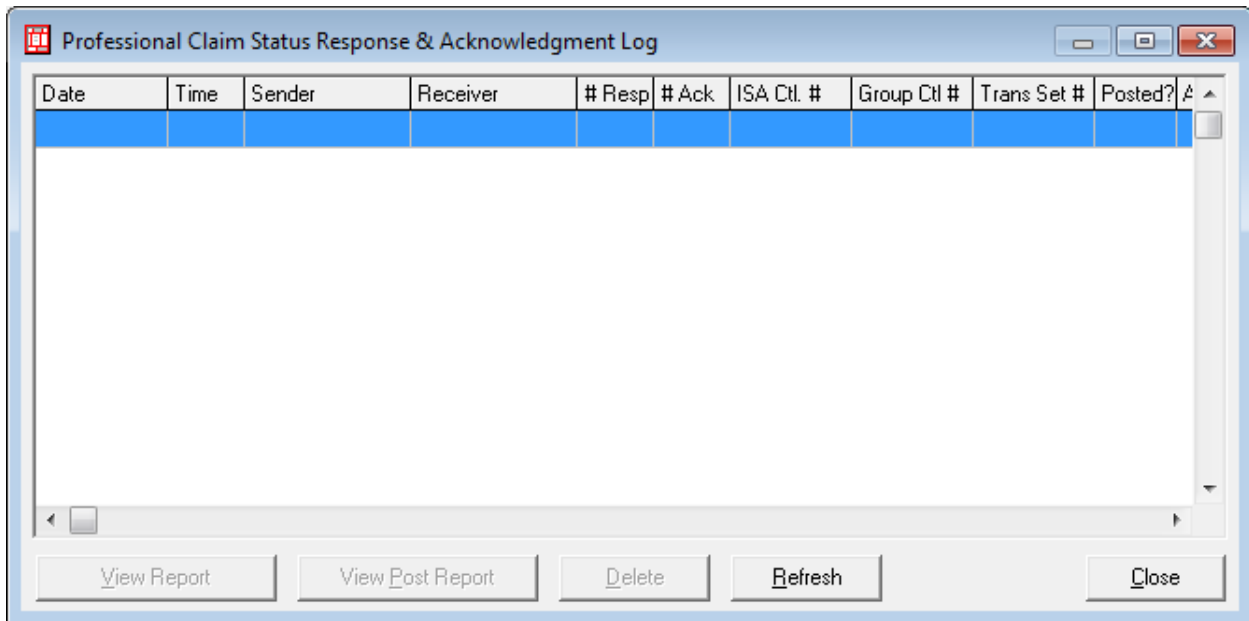 Professional Claim Status Response & Acknowledgment Log
Date Time Sender Receiver # Resp # Ack ISA Ctl. # Group Ctl # Trans Set # Posted? A
View Report View Post Report Delete Refresh Close